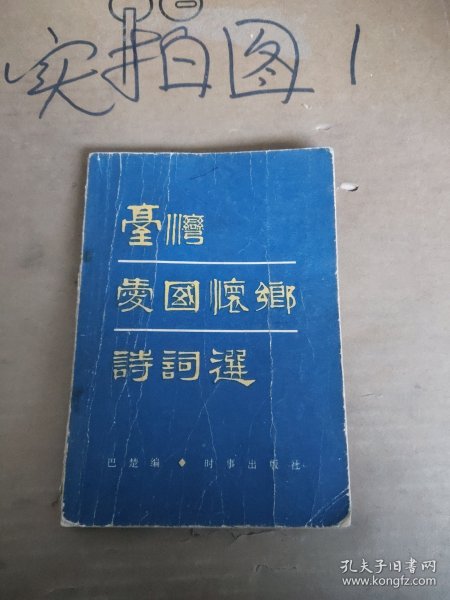 实拍图1
臺灣
愛國懷鄉
詩詞選
巴楚编◆时事出版社
孔夫子旧书网
www.kongfz.com